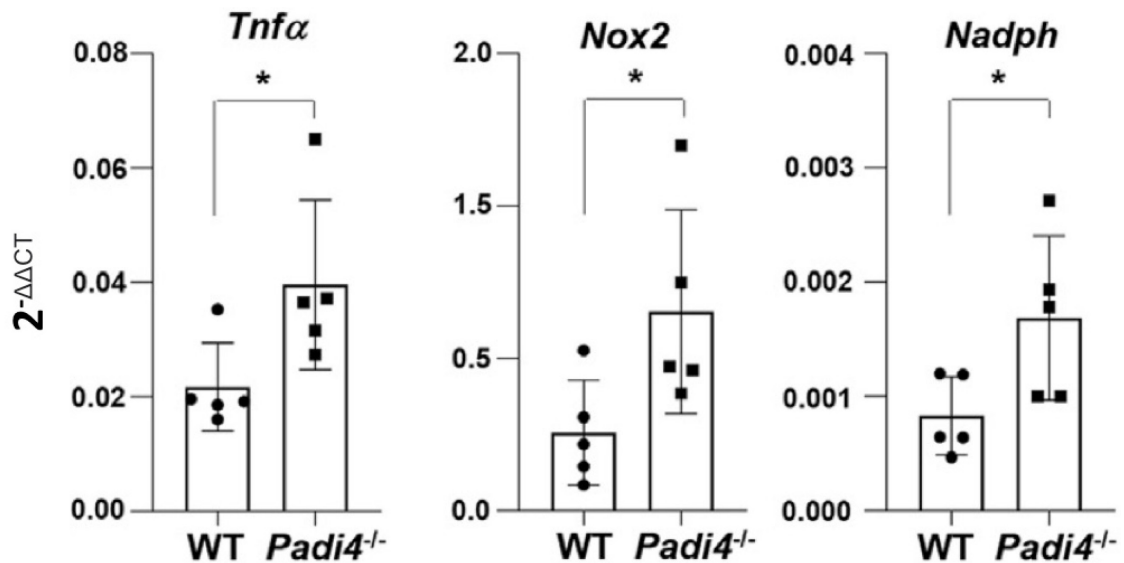 Tnfα
Nox2
Nadph
2-ΔΔCT
0.08
0.06
0.04
0.02
0.00
*
WT Padi4-/-
2.0
1.5
0.5
0.0
*
WT Padi4-/-
0.004
0.003
0.002
0.001
0.000
*
WT Padi4-/-